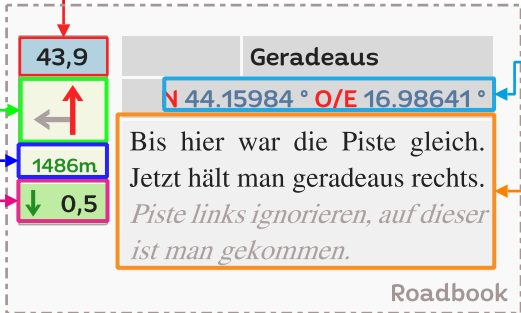 43,9
Geradeaus
N 44.15984 ° O/E 16.98641 °
1486m
0,5
Bis hier war die Piste gleich.
Jetzt hält man geradeaus rechts.
Piste links ignorieren, auf dieser
ist man gekommen.
Roadbook